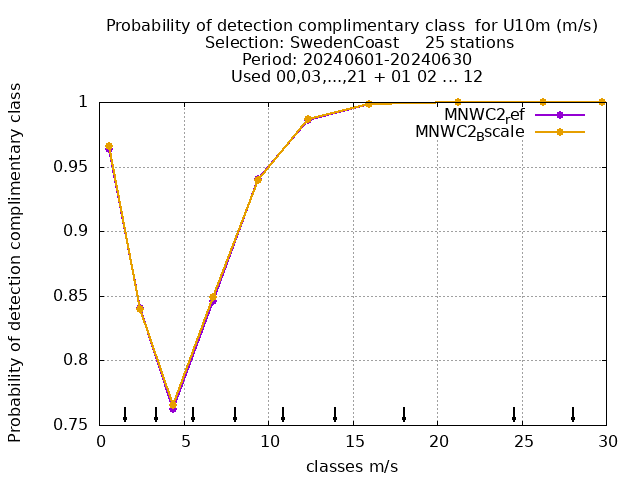 Probability of detection complimentary class  for U10m (m/s)
Selection: SwedenCoast     25 stations
Period: 20240601-20240630
Used 00,03,...,21 + 01 02 ... 12
Probability of detection complimentary class
1
0.95
0.9
0.85
0.8
0.75
MNWC2ref
MNWC2Bscale
0 5 10 15 20 25 30
classes m/s